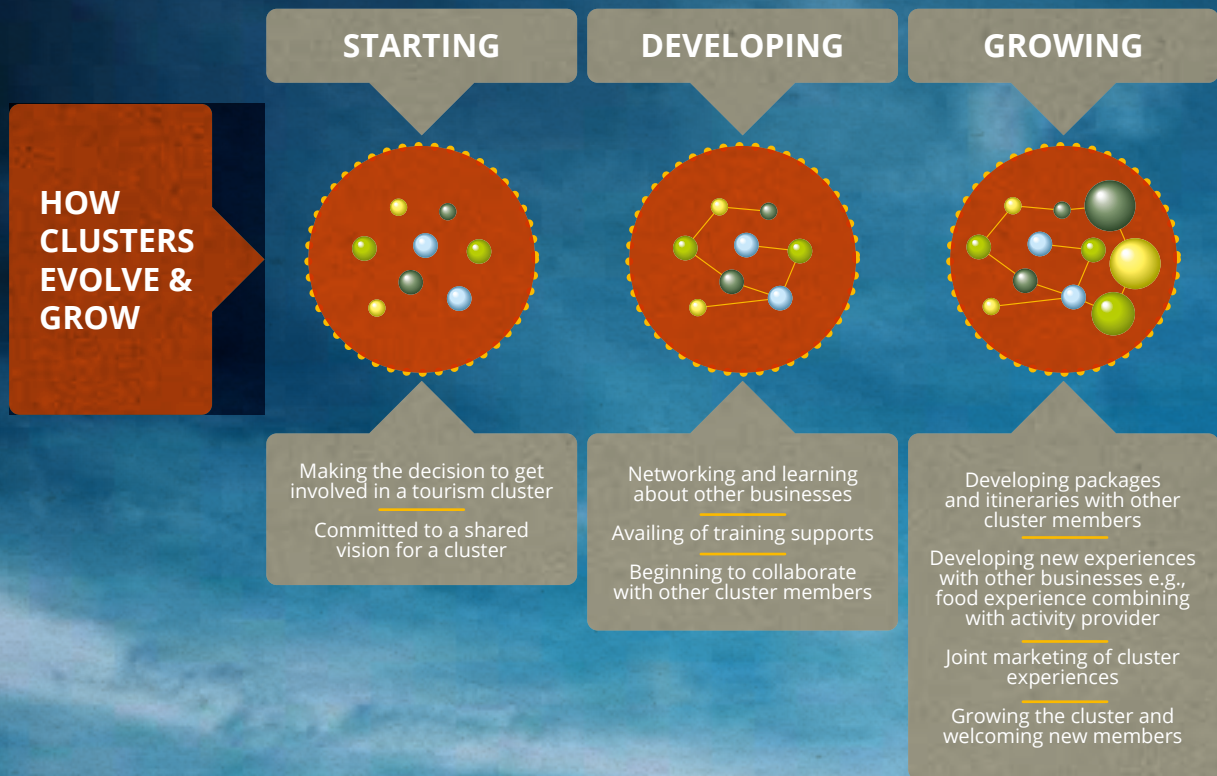 STARTING
DEVELOPING
GROWING
HOW
CLUSTERS
EVOLVE &
GROW
Making the decision to get
involved in a tourism cluster
Committed to a shared
vision for a cluster
Networking and learning
about other businesses
Availing of training supports
Beginning to collaborate
with other cluster members
Developing packages
and itineraries with other
cluster members
Developing new experiences
with other businesses e.g.,
food experience combining
with activity provider
Joint marketing of cluster
experiences
Growing the cluster and
welcoming new members